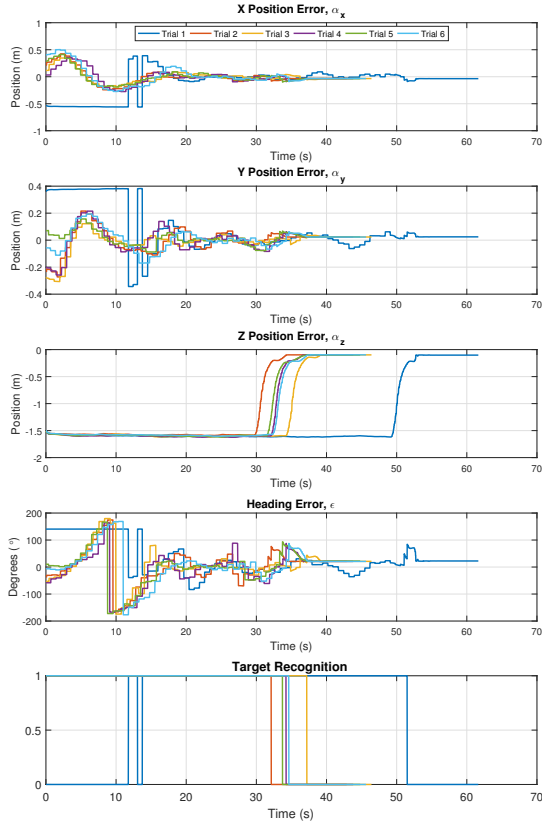 X Position Error, α_x
Position (m)
1
0.5
0
-0.5
-1
Trial 1 Trial 2 Trial 3 Trial 4 Trial 5 Trial 6
0 10 20 30 40 50 60 70
Time (s)
Y Position Error, α_y
Position (m)
0.4
0.2
0
-0.2
-0.4
0 10 20 30 40 50 60 70
Time (s)
Z Position Error, α_z
Position (m)
0
-0.5
-1
-1.5
-2
0 10 20 30 40 50 60 70
Time (s)
Heading Error, ϵ
Degrees (°)
200
100
0
-100
-200
0 10 20 30 40 50 60 70
Time (s)
Target Recognition
1
0.5
0
0 10 20 30 40 50 60 70
Time (s)